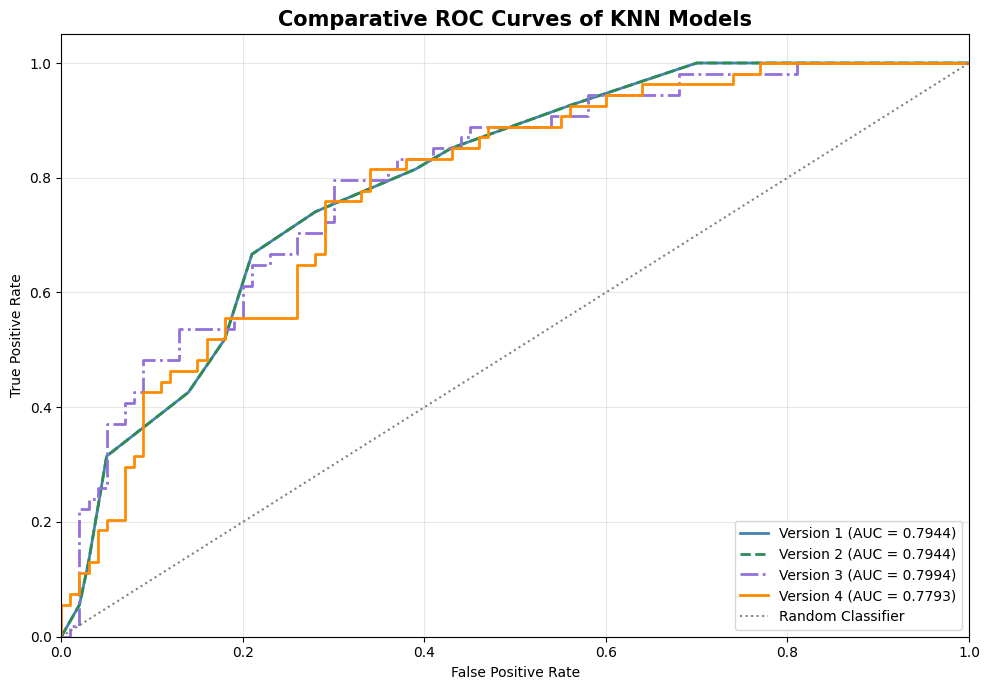 Comparative ROC Curves of KNN Models
True Positive Rate
1.0
0.8
0.6
0.4
0.2
0.0
Version 1 (AUC = 0.7944)
Version 2 (AUC = 0.7944)
Version 3 (AUC = 0.7994)
Version 4 (AUC = 0.7793)
Random Classifier
0.0 0.2 0.4 0.6 0.8 1.0
False Positive Rate